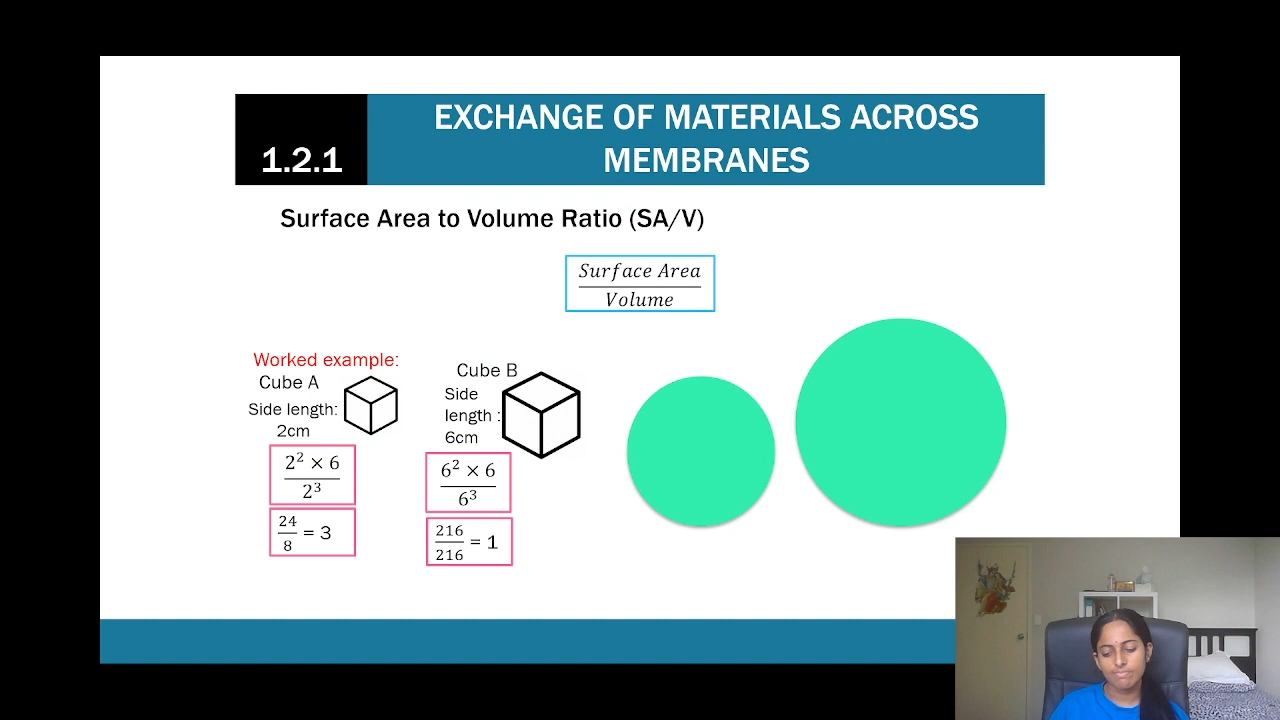 1.2.1
EXCHANGE OF MATERIALS ACROSS
MEMBRANES
Surface Area to Volume Ratio (SA/V)
Surface Area
Volume
Worked example:
Cube A
Side length:
2cm
2² × 6
2³
24
8
= 3
Cube B
Side
length :
6cm
6² × 6
6³
216
216
= 1